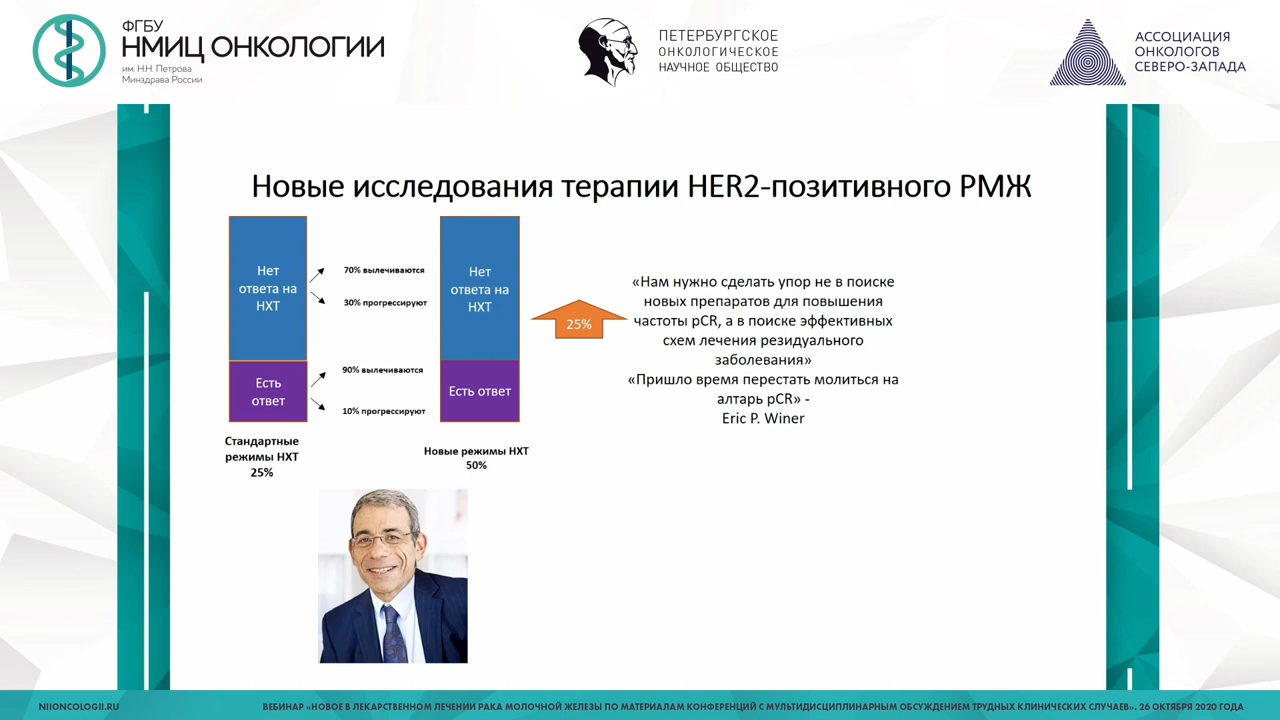 ФГБУ
НМИЦ ОНКОЛОГИИ
им. Н.Н. Петрова
Минздрава России
ПЕТЕРБУРГСКОЕ
ОНКОЛОГИЧЕСКОЕ
НАУЧНОЕ ОБЩЕСТВО
АССОЦИАЦИЯ
ОНКОЛОГОВ
СЕВЕРО-ЗАПАДА
Новые исследования терапии HER2-позитивного РМЖ
Нет
ответа на
НХТ
70% вылечиваются
30% прогрессируют
Есть
ответ
90% вылечиваются
10% прогрессируют
Стандартные
режимы НХТ
25%
Нет
ответа на
НХТ
Есть ответ
Новые режимы НХТ
50%
25%
«Нам нужно сделать упор не в поиске
новых препаратов для повышения
частоты pCR, а в поиске эффективных
схем лечения резидуального
заболевания»
«Пришло время перестать молиться на
алтарь pCR» -
Eric P. Winer
NIIONCOLOGII.RU
ВЕБИНАР «НОВОЕ В ЛЕКАРСТВЕННОМ ЛЕЧЕНИИ РАКА МОЛОЧНОЙ ЖЕЛЕЗЫ ПО МАТЕРИАЛАМ КОНФЕРЕНЦИЙ С МУЛЬТИДИСЦИПЛИНАРНЫМ ОБСУЖДЕНИЕМ ТРУДНЫХ КЛИНИЧЕСКИХ СЛУЧАЕВ». 26 ОКТЯБРЯ 2020 ГОДА